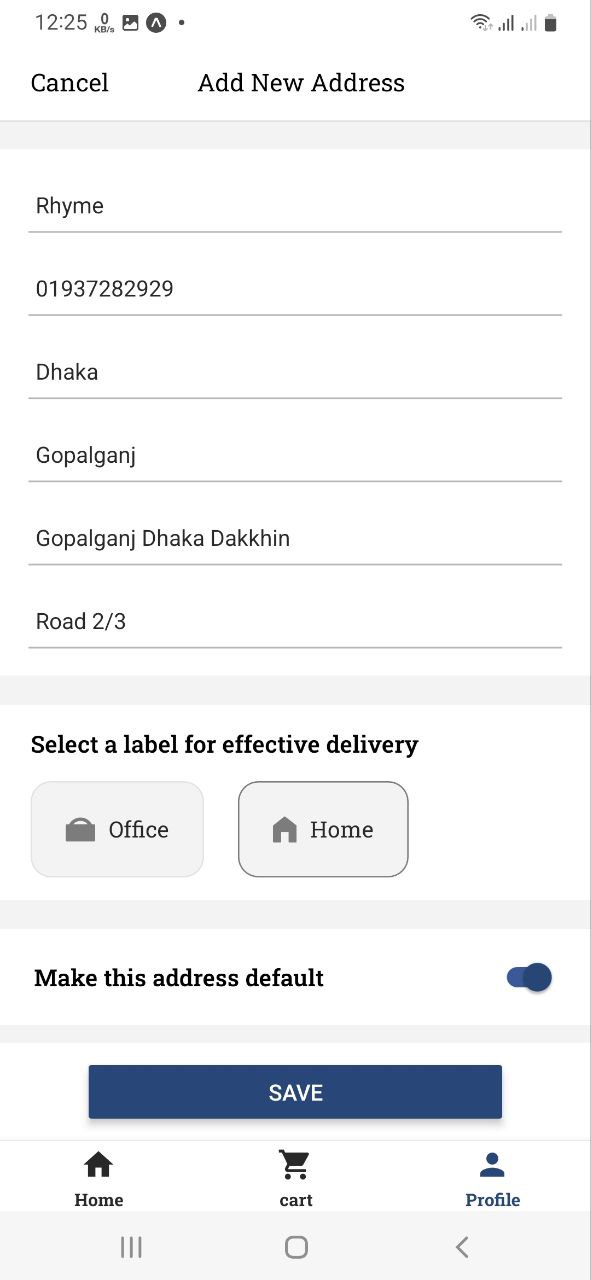 12:25 0 KB/s
Cancel Add New Address
Rhyme
01937282929
Dhaka
Gopalganj
Gopalganj Dhaka Dakkhin
Road 2/3
Select a label for effective delivery
Office Home
Make this address default
SAVE
Home cart Profile